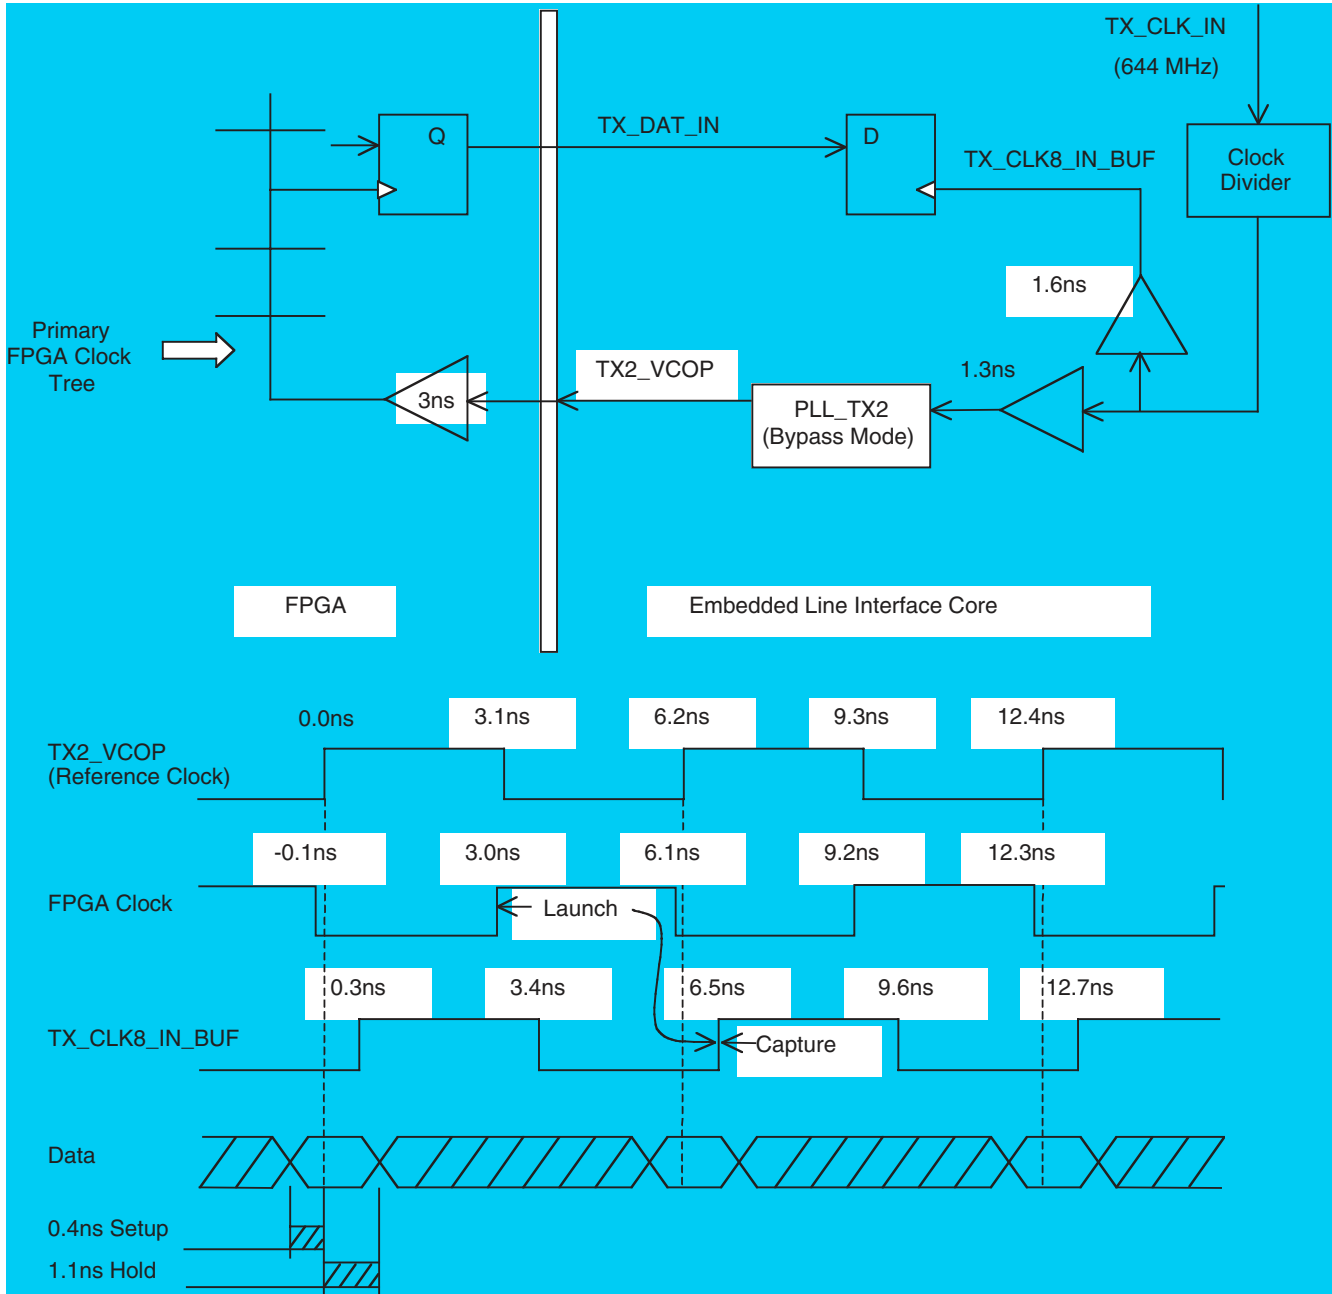 TX_CLK_IN
(644 MHz)
Q
TX_DAT_IN
D
TX_CLK8_IN_BUF
Clock
Divider
1.6ns
Primary
FPGA Clock
Tree
3ns
TX2_VCOP
1.3ns
PLL_TX2
(Bypass Mode)
FPGA
Embedded Line Interface Core
0.0ns
3.1ns
6.2ns
9.3ns
12.4ns
TX2_VCOP
(Reference Clock)
-0.1ns
3.0ns
6.1ns
9.2ns
12.3ns
FPGA Clock
Launch
0.3ns
3.4ns
6.5ns
9.6ns
12.7ns
TX_CLK8_IN_BUF
Capture
Data
0.4ns Setup
1.1ns Hold